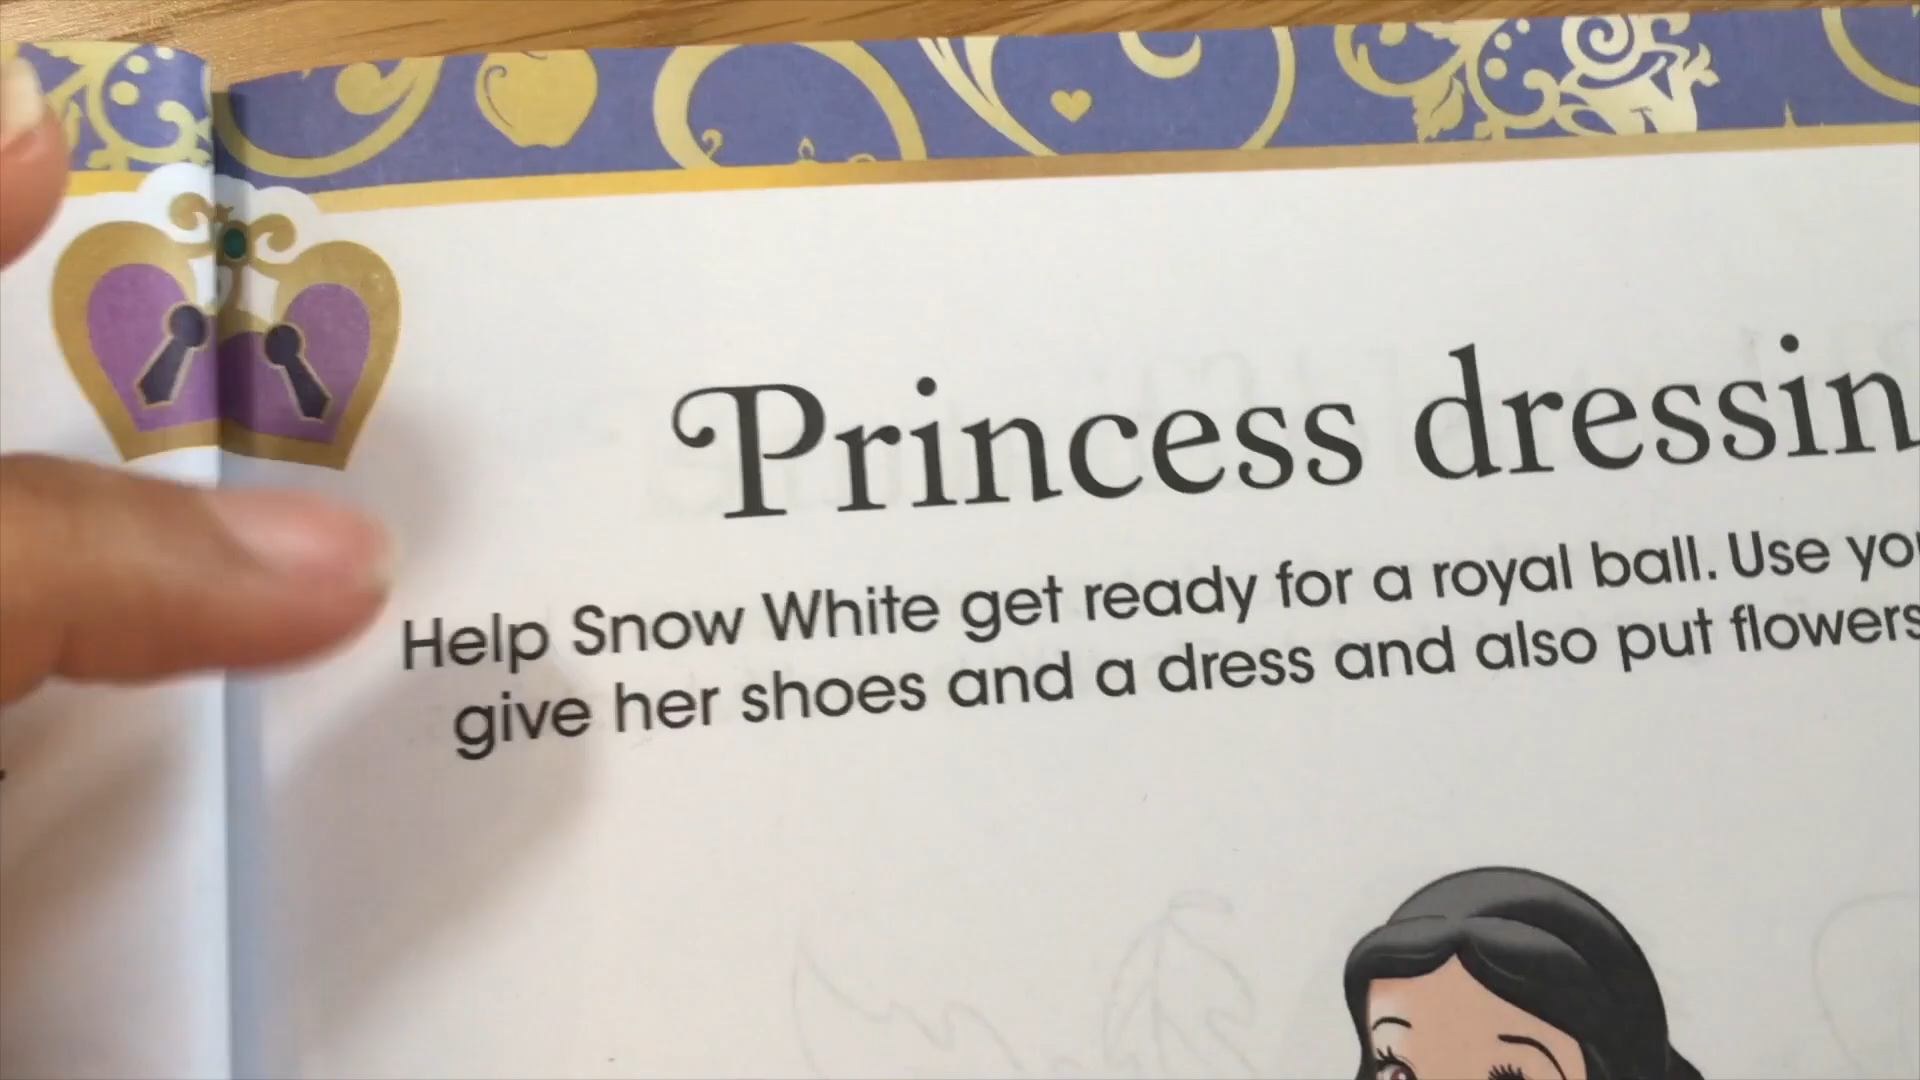 Princess dressin
Help Snow White get ready for a royal ball. Use you
give her shoes and a dress and also put flowers